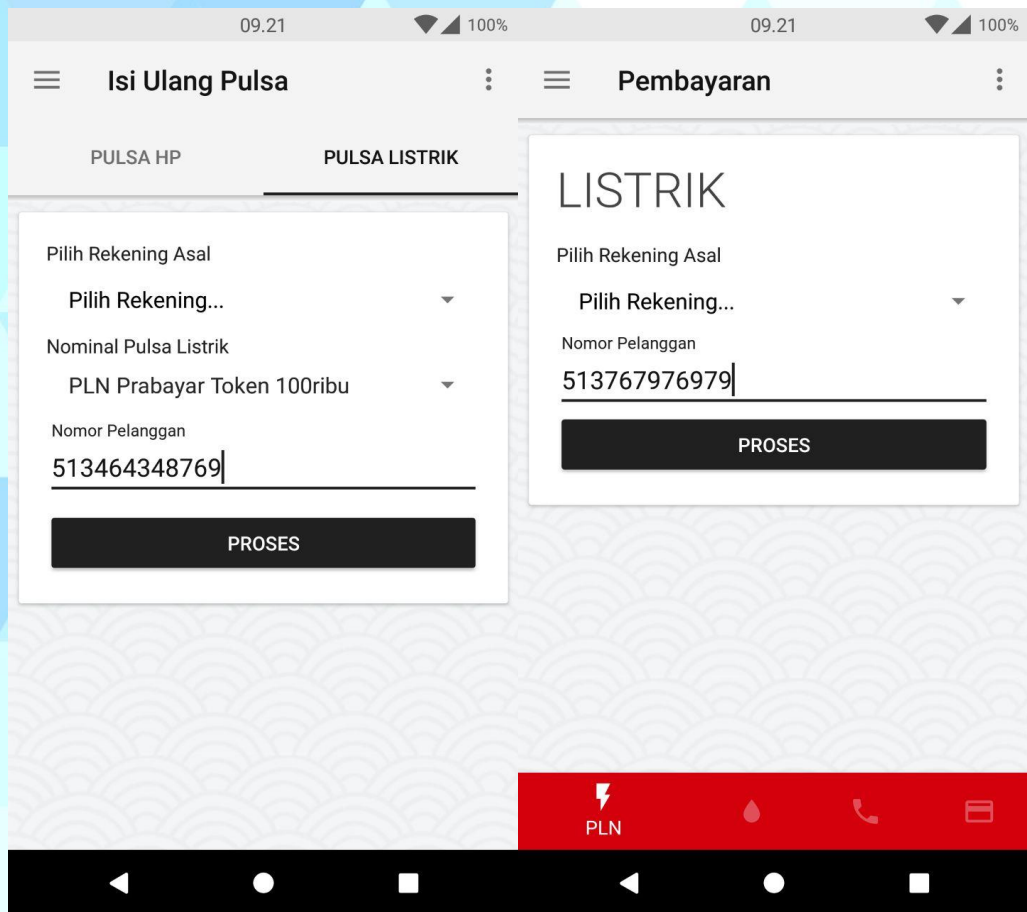 09.21
100%
Isi Ulang Pulsa
PULSA HP
PULSA LISTRIK
Pilih Rekening Asal
Pilih Rekening...
Nominal Pulsa Listrik
PLN Prabayar Token 100ribu
Nomor Pelanggan
513464348769
PROSES
09.21
100%
Pembayaran
LISTRIK
Pilih Rekening Asal
Pilih Rekening...
Nomor Pelanggan
513767976979
PROSES
PLN